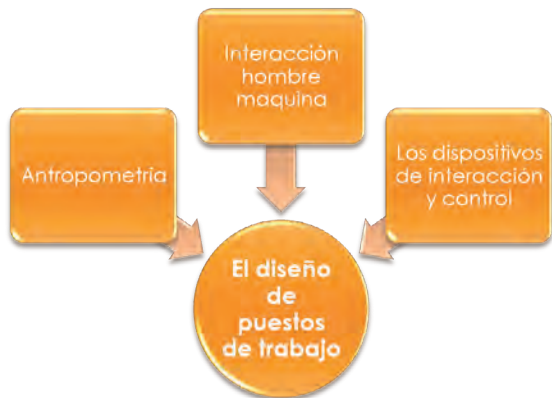 Interacción
hombre
maquina
Antropometría
Los dispositivos
de interacción
y control
El diseño
de
puestos
de trabajo